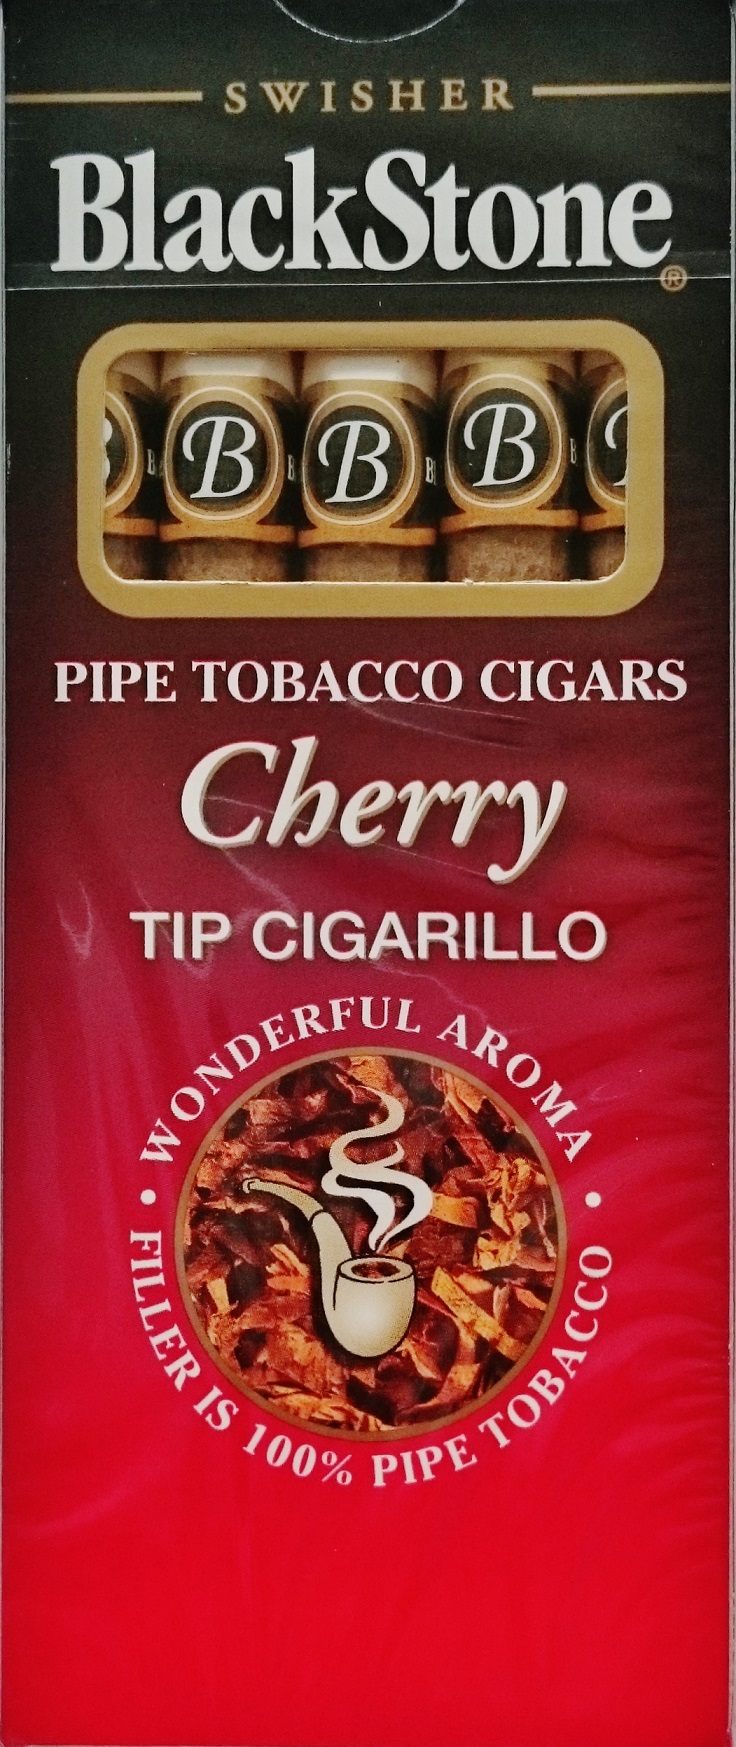 SWISHER
BlackStone®
B B B
PIPE TOBACCO CIGARS
Cherry
TIP CIGARILLO
• WONDERFUL AROMA •
FILLER IS 100% PIPE TOBACCO